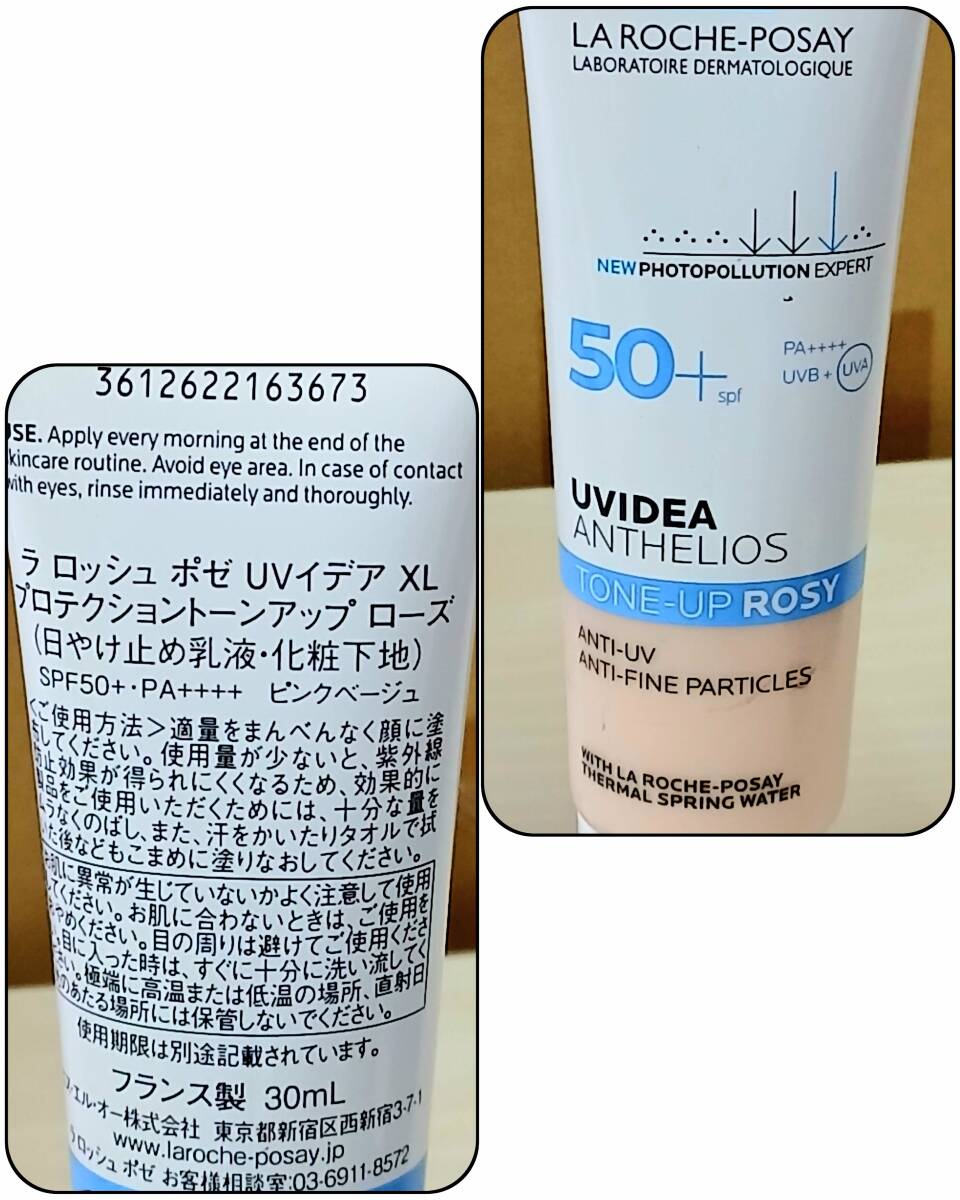 LA ROCHE-POSAY
LABORATOIRE DERMATOLOGIQUE
NEW PHOTOPOLLUTION EXPERT
50+
spf
PA++++
UVB + UVA
UVIDEA
ANTHELIOS
TONE-UP ROSY
ANTI-UV
ANTI-FINE PARTICLES
WITH LA ROCHE-POSAY
THERMAL SPRING WATER
3612622163673
USE. Apply every morning at the end of the
skincare routine. Avoid eye area. In case of contact
with eyes, rinse immediately and thoroughly.
ラ ロッシュ ポゼ UVイデア XL
プロテクショントーンアップ ローズ
(日やけ止め乳液・化粧下地)
SPF50+・PA++++ ピンクベージュ
<ご使用方法>適量をまんべんなく顔に塗
布してください。使用量が少ないと、紫外線
防止効果が得られにくくなるため、効果的に
製品をご使用いただくためには、十分な量を
ムラなくのばし、また、汗をかいたりタオルで拭
いた後などもこまめに塗りなおしてください。
お肌に異常が生じていないかよく注意して使用
してください。お肌に合わないときは、ご使用を
おやめください。目の周りは避けてご使用くださ
い。目に入った時は、すぐに十分に洗い流してく
ださい。極端に高温または低温の場所、直射日
光のあたる場所には保管しないでください。
使用期限は別途記載されています。
フランス製 30mL
エル・オー株式会社 東京都新宿区西新宿3-7-1
www.laroche-posay.jp
ラ ロッシュ ポゼ お客様相談室:03-6911-8572